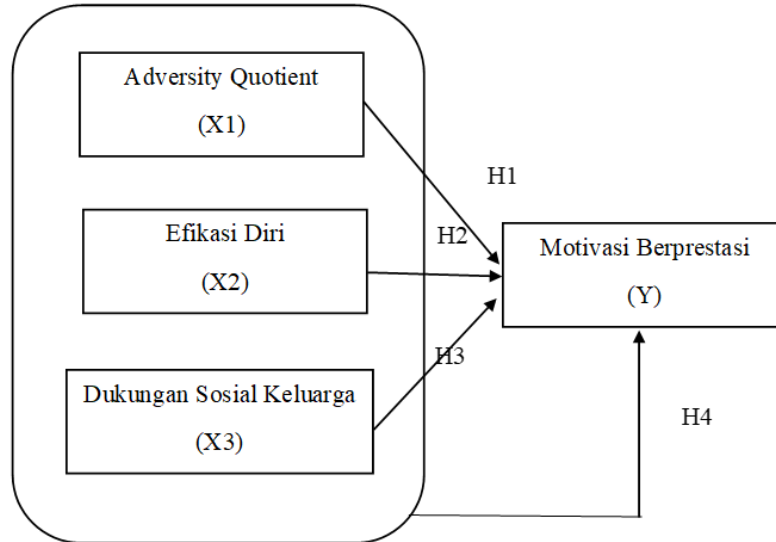 Adversity Quotient
(X1)
H1
Efikasi Diri
(X2)
H2
Motivasi Berprestasi
(Y)
Dukungan Sosial Keluarga
(X3)
H3
H4